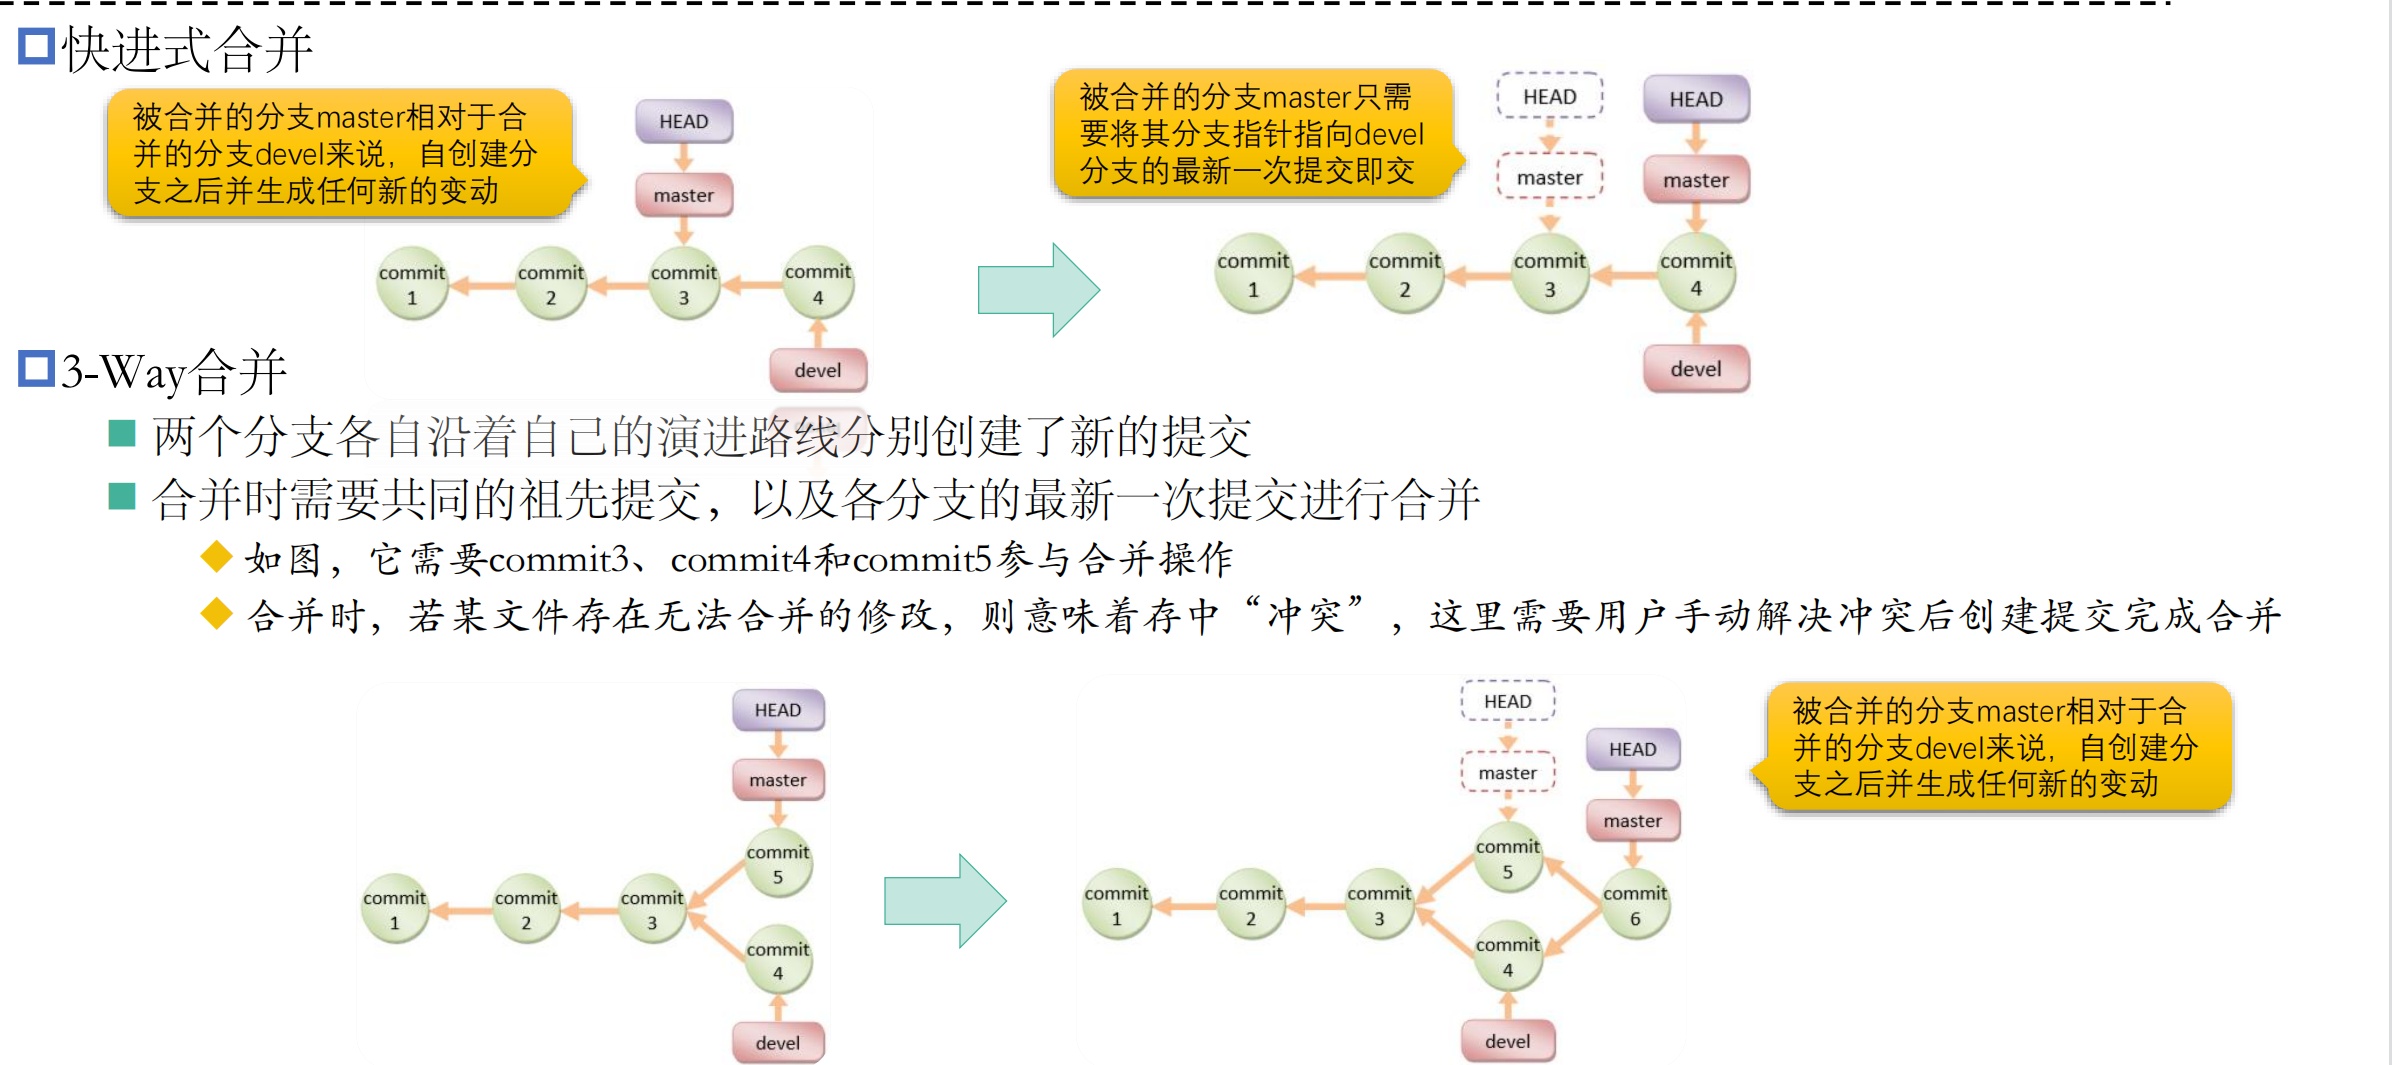 快进式合并
被合并的分支master相对于合
并的分支devel来说，自创建分
支之后并生成任何新的变动
HEAD
master
commit
1
commit
2
commit
3
commit
4
devel
被合并的分支master只需
要将其分支指针指向devel
分支的最新一次提交即交
HEAD
master
HEAD
master
commit
1
commit
2
commit
3
commit
4
devel
3-Way合并
两个分支各自沿着自己的演进路线分别创建了新的提交
合并时需要共同的祖先提交，以及各分支的最新一次提交进行合并
如图，它需要commit3、commit4和commit5参与合并操作
合并时，若某文件存在无法合并的修改，则意味着存中“冲突”，这里需要用户手动解决冲突后创建提交完成合并
HEAD
master
commit
5
commit
1
commit
2
commit
3
commit
4
devel
HEAD
master
HEAD
master
commit
5
commit
1
commit
2
commit
3
commit
6
commit
4
devel
被合并的分支master相对于合
并的分支devel来说，自创建分
支之后并生成任何新的变动